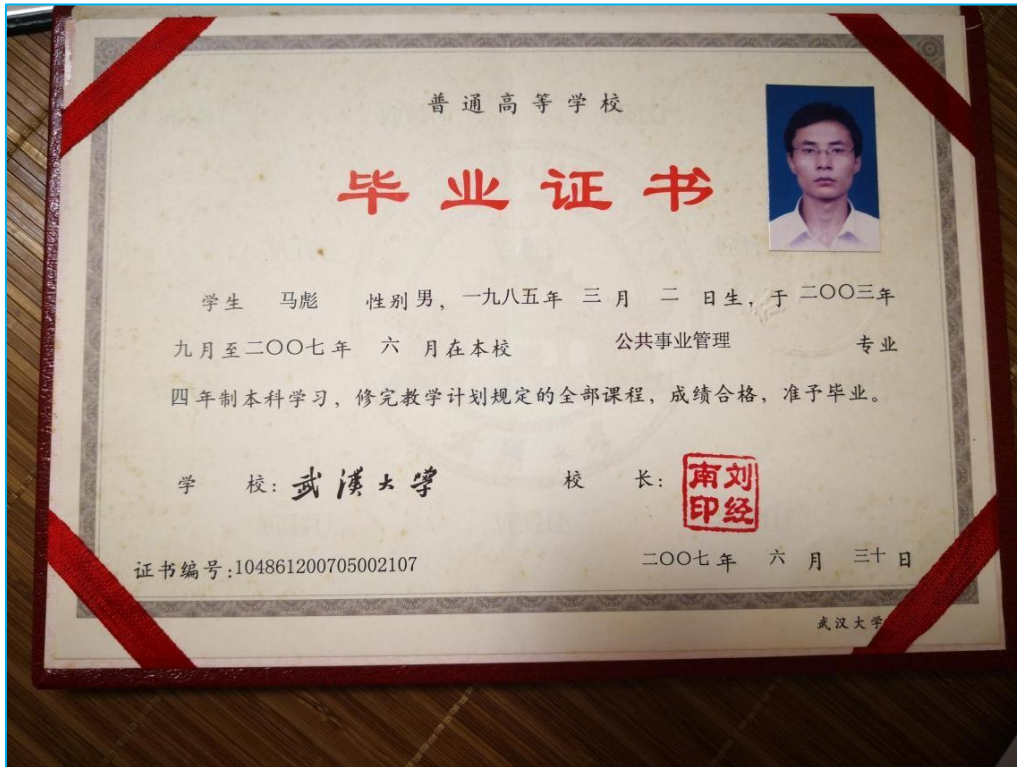 普通高等学校
毕业证书
学生 马彪 性别 男，一九八五年 三 月 二 日生，于 二〇〇三年
九月至二〇〇七年 六 月在本校 公共事业管理 专业
四年制本科学习，修完教学计划规定的全部课程，成绩合格，准予毕业。
学 校：武漢大學 校 长：刘经南印
证书编号:104861200705002107 二〇〇七年 六 月 三十 日
武汉大学